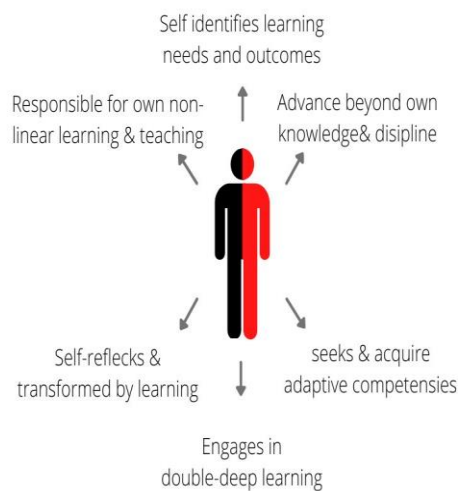 Self identifies learning
needs and outcomes
Responsible for own non-
linear learning & teaching
Advance beyond own
knowledge& disipline
Self-reflecks &
transformed by learning
seeks & acquire
adaptive competensies
Engages in
double-deep learning